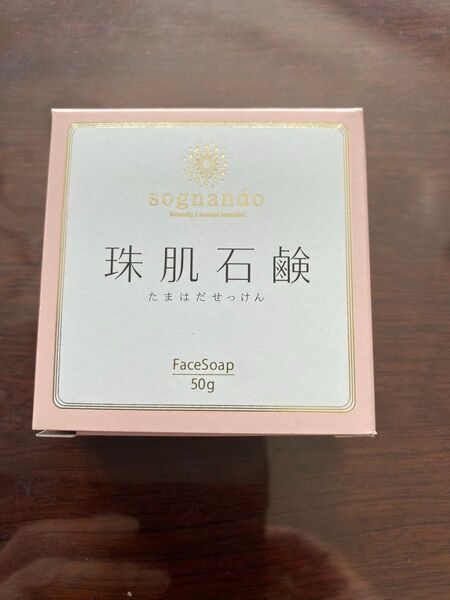 sognando
珠肌石鹸
たまはだせっけん
FaceSoap
50g